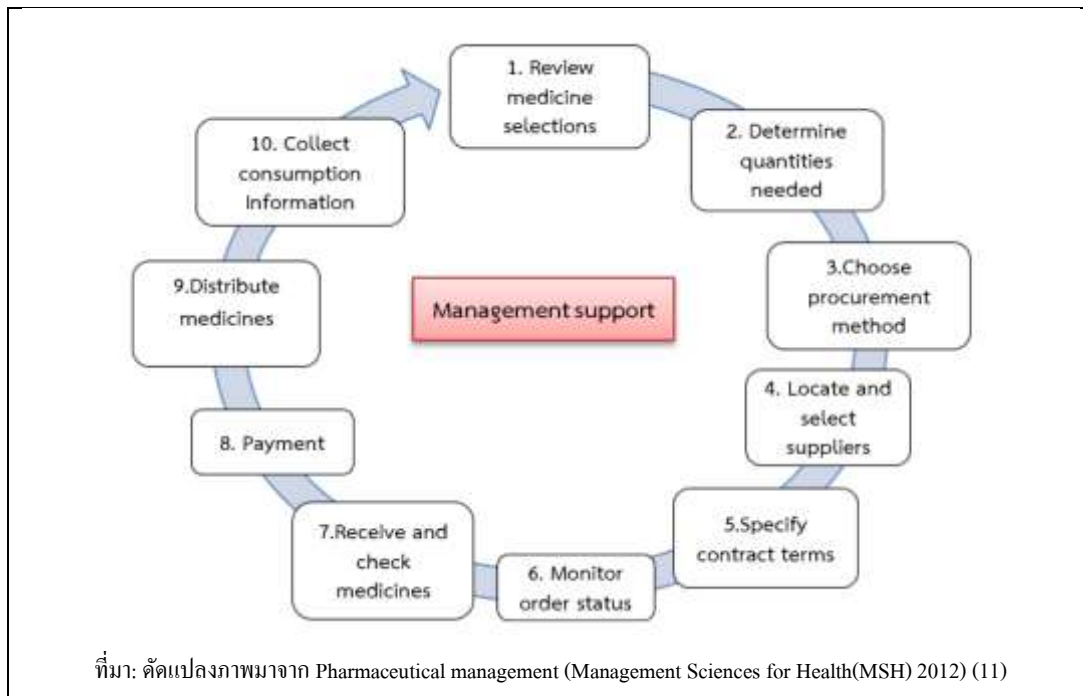 1. Review
medicine
selections
2. Determine
quantities
needed
3.Choose
procurement
method
4. Locate and
select
suppliers
5.Specify
contract terms
6. Monitor
order status
7.Receive and
check
medicines
8. Payment
9.Distribute
medicines
10. Collect
consumption
Information
Management support
ที่มา: ดัดแปลงภาพมาจาก Pharmaceutical management (Management Sciences for Health(MSH) 2012) (11)